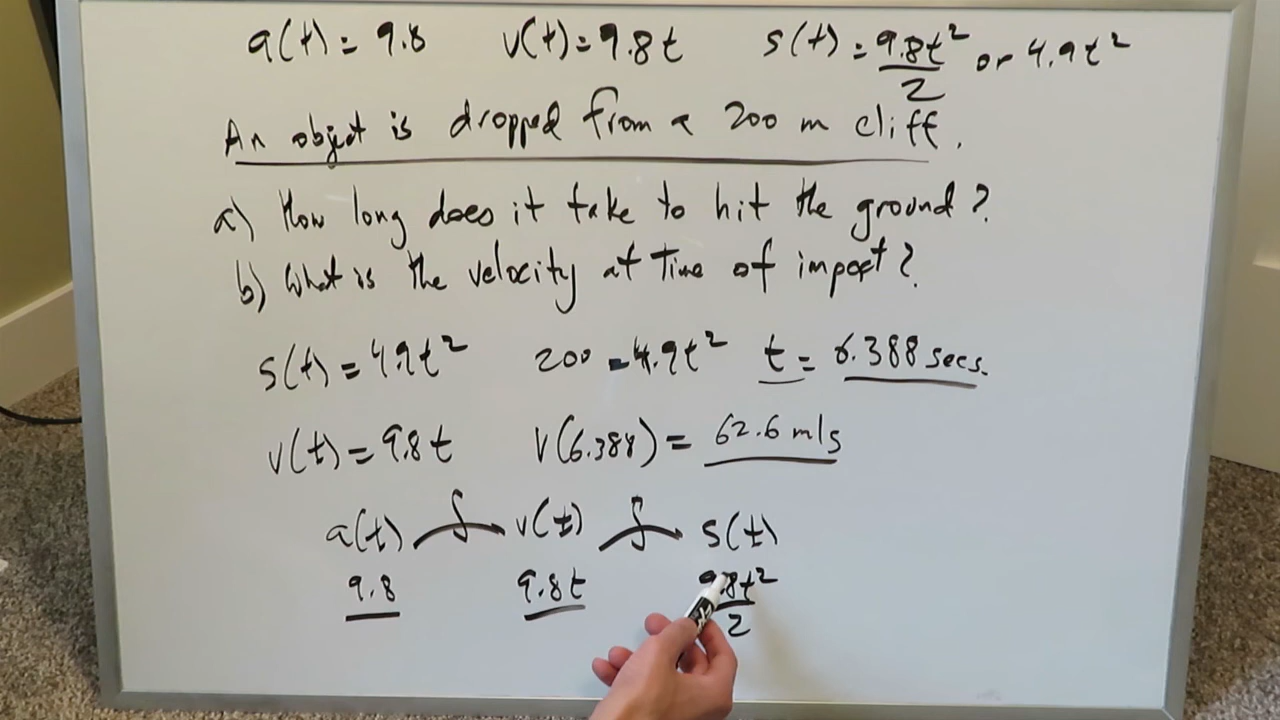 a(t) = 9.8 v(t) = 9.8t s(t) = 9.8t²/2 or 4.9t²
An object is dropped from a 200 m cliff.
a) How long does it take to hit the ground?
b) What is the velocity at time of impact?
s(t) = 4.9t² 200 = 4.9t² t = 6.388 secs.
v(t) = 9.8t v(6.388) = 62.6 m/s
a(t) ∫ v(t) ∫ s(t)
9.8 9.8t 9.8t²/2